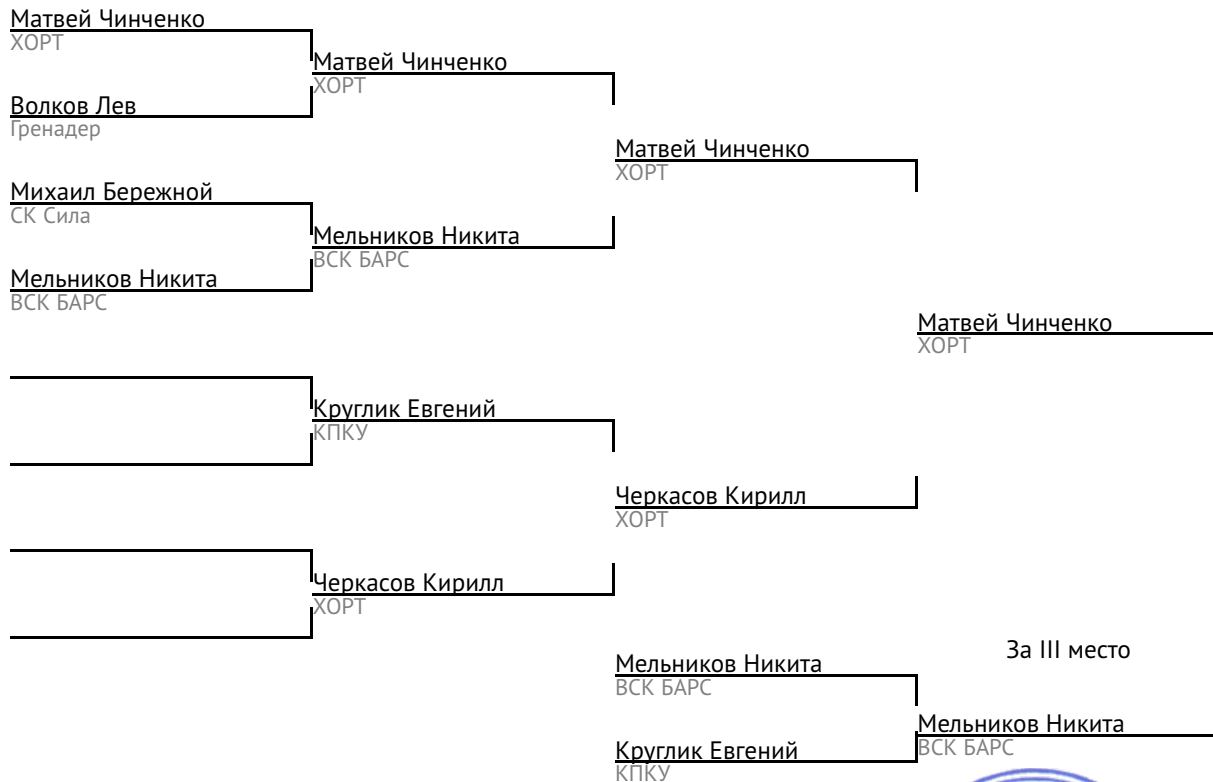 Матвей Чинченко
ХОРТ
Волков Лев
Гренадер
Михаил Бережной
СК Сила
Мельников Никита
ВСК БАРС
Матвей Чинченко
ХОРТ
Мельников Никита
ВСК БАРС
Круглик Евгений
КПКУ
Черкасов Кирилл
ХОРТ
Матвей Чинченко
ХОРТ
Черкасов Кирилл
ХОРТ
Матвей Чинченко
ХОРТ
За III место
Мельников Никита
ВСК БАРС
Круглик Евгений
КПКУ
Мельников Никита
ВСК БАРС